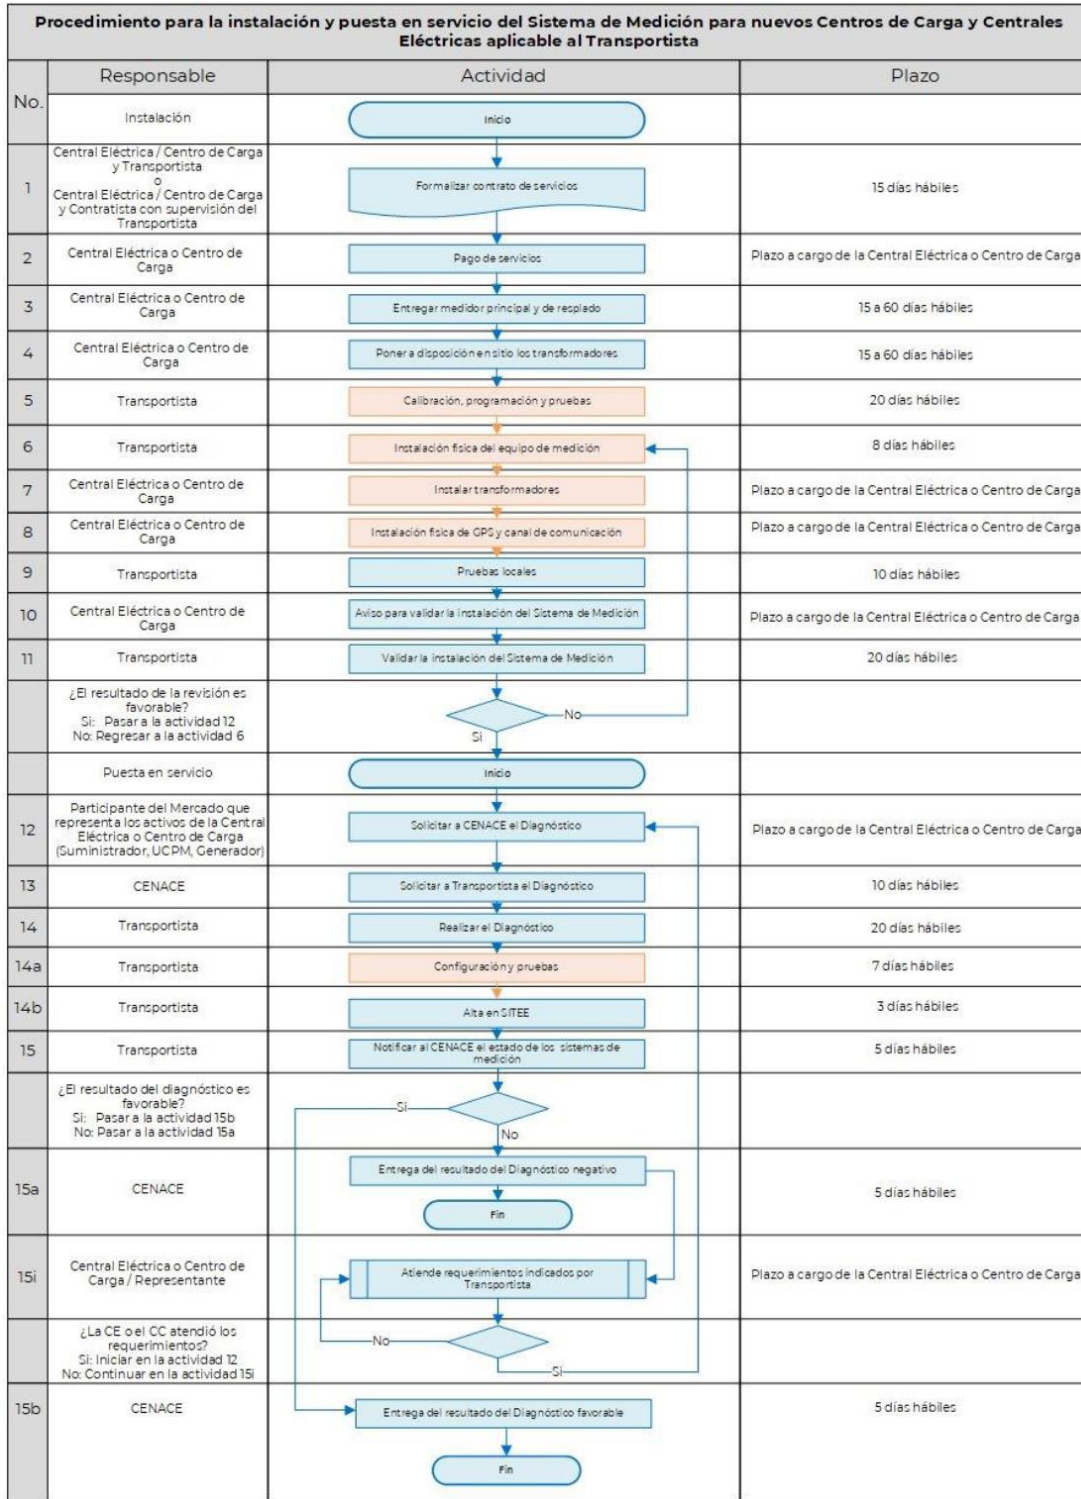 Procedimiento para la instalación y puesta en servicio del Sistema de Medición para nuevos Centros de Carga y Centrales
Eléctricas aplicable al Transportista
No.
Responsable
Actividad
Plazo
Instalación
Inicio
1
Central Eléctrica / Centro de Carga
y Transportista
o
Central Eléctrica / Centro de Carga
y Contratista con supervisión del
Transportista
Formalizar contrato de servicios
15 días hábiles
2
Central Eléctrica o Centro de
Carga
Pago de servicios
Plazo a cargo de la Central Eléctrica o Centro de Carga
3
Central Eléctrica o Centro de
Carga
Entregar medidor principal y de resplado
15 a 60 días hábiles
4
Central Eléctrica o Centro de
Carga
Poner a disposición en sitio los transformadores
15 a 60 días hábiles
5
Transportista
Calibración, programación y pruebas
20 días hábiles
6
Transportista
Instalación física del equipo de medición
8 días hábiles
7
Central Eléctrica o Centro de
Carga
Instalar transformadores
Plazo a cargo de la Central Eléctrica o Centro de Carga
8
Central Eléctrica o Centro de
Carga
Instalación física de GPS y canal de comunicación
Plazo a cargo de la Central Eléctrica o Centro de Carga
9
Transportista
Pruebas locales
10 días hábiles
10
Central Eléctrica o Centro de
Carga
Aviso para validar la instalación del Sistema de Medición
Plazo a cargo de la Central Eléctrica o Centro de Carga
11
Transportista
Validar la instalación del Sistema de Medición
20 días hábiles
¿El resultado de la revisión es
favorable?
Si: Pasar a la actividad 12
No: Regresar a la actividad 6
No
Si
Puesta en servicio
Inicio
12
Participante del Mercado que
representa los activos de la Central
Eléctrica o Centro de Carga
(Suministrador, UCPM, Generador)
Solicitar a CENACE el Diagnóstico
Plazo a cargo de la Central Eléctrica o Centro de Carga
13
CENACE
Solicitar a Transportista el Diagnóstico
10 días hábiles
14
Transportista
Realizar el Diagnóstico
20 días hábiles
14a
Transportista
Configuración y pruebas
7 días hábiles
14b
Transportista
Alta en SITEE
3 días hábiles
15
Transportista
Notificar al CENACE el estado de los sistemas de
medición
5 días hábiles
¿El resultado del diagnóstico es
favorable?
Si: Pasar a la actividad 15b
No: Pasar a la actividad 15a
Si
No
15a
CENACE
Entrega del resultado del Diagnóstico negativo
Fin
5 días hábiles
15i
Central Eléctrica o Centro de
Carga / Representante
Atiende requerimientos indicados por
Transportista
Plazo a cargo de la Central Eléctrica o Centro de Carga
¿La CE o el CC atendió los
requerimientos?
Si: Iniciar en la actividad 12
No: Continuar en la actividad 15i
No
Si
15b
CENACE
Entrega del resultado del Diagnóstico favorable
5 días hábiles
Fin